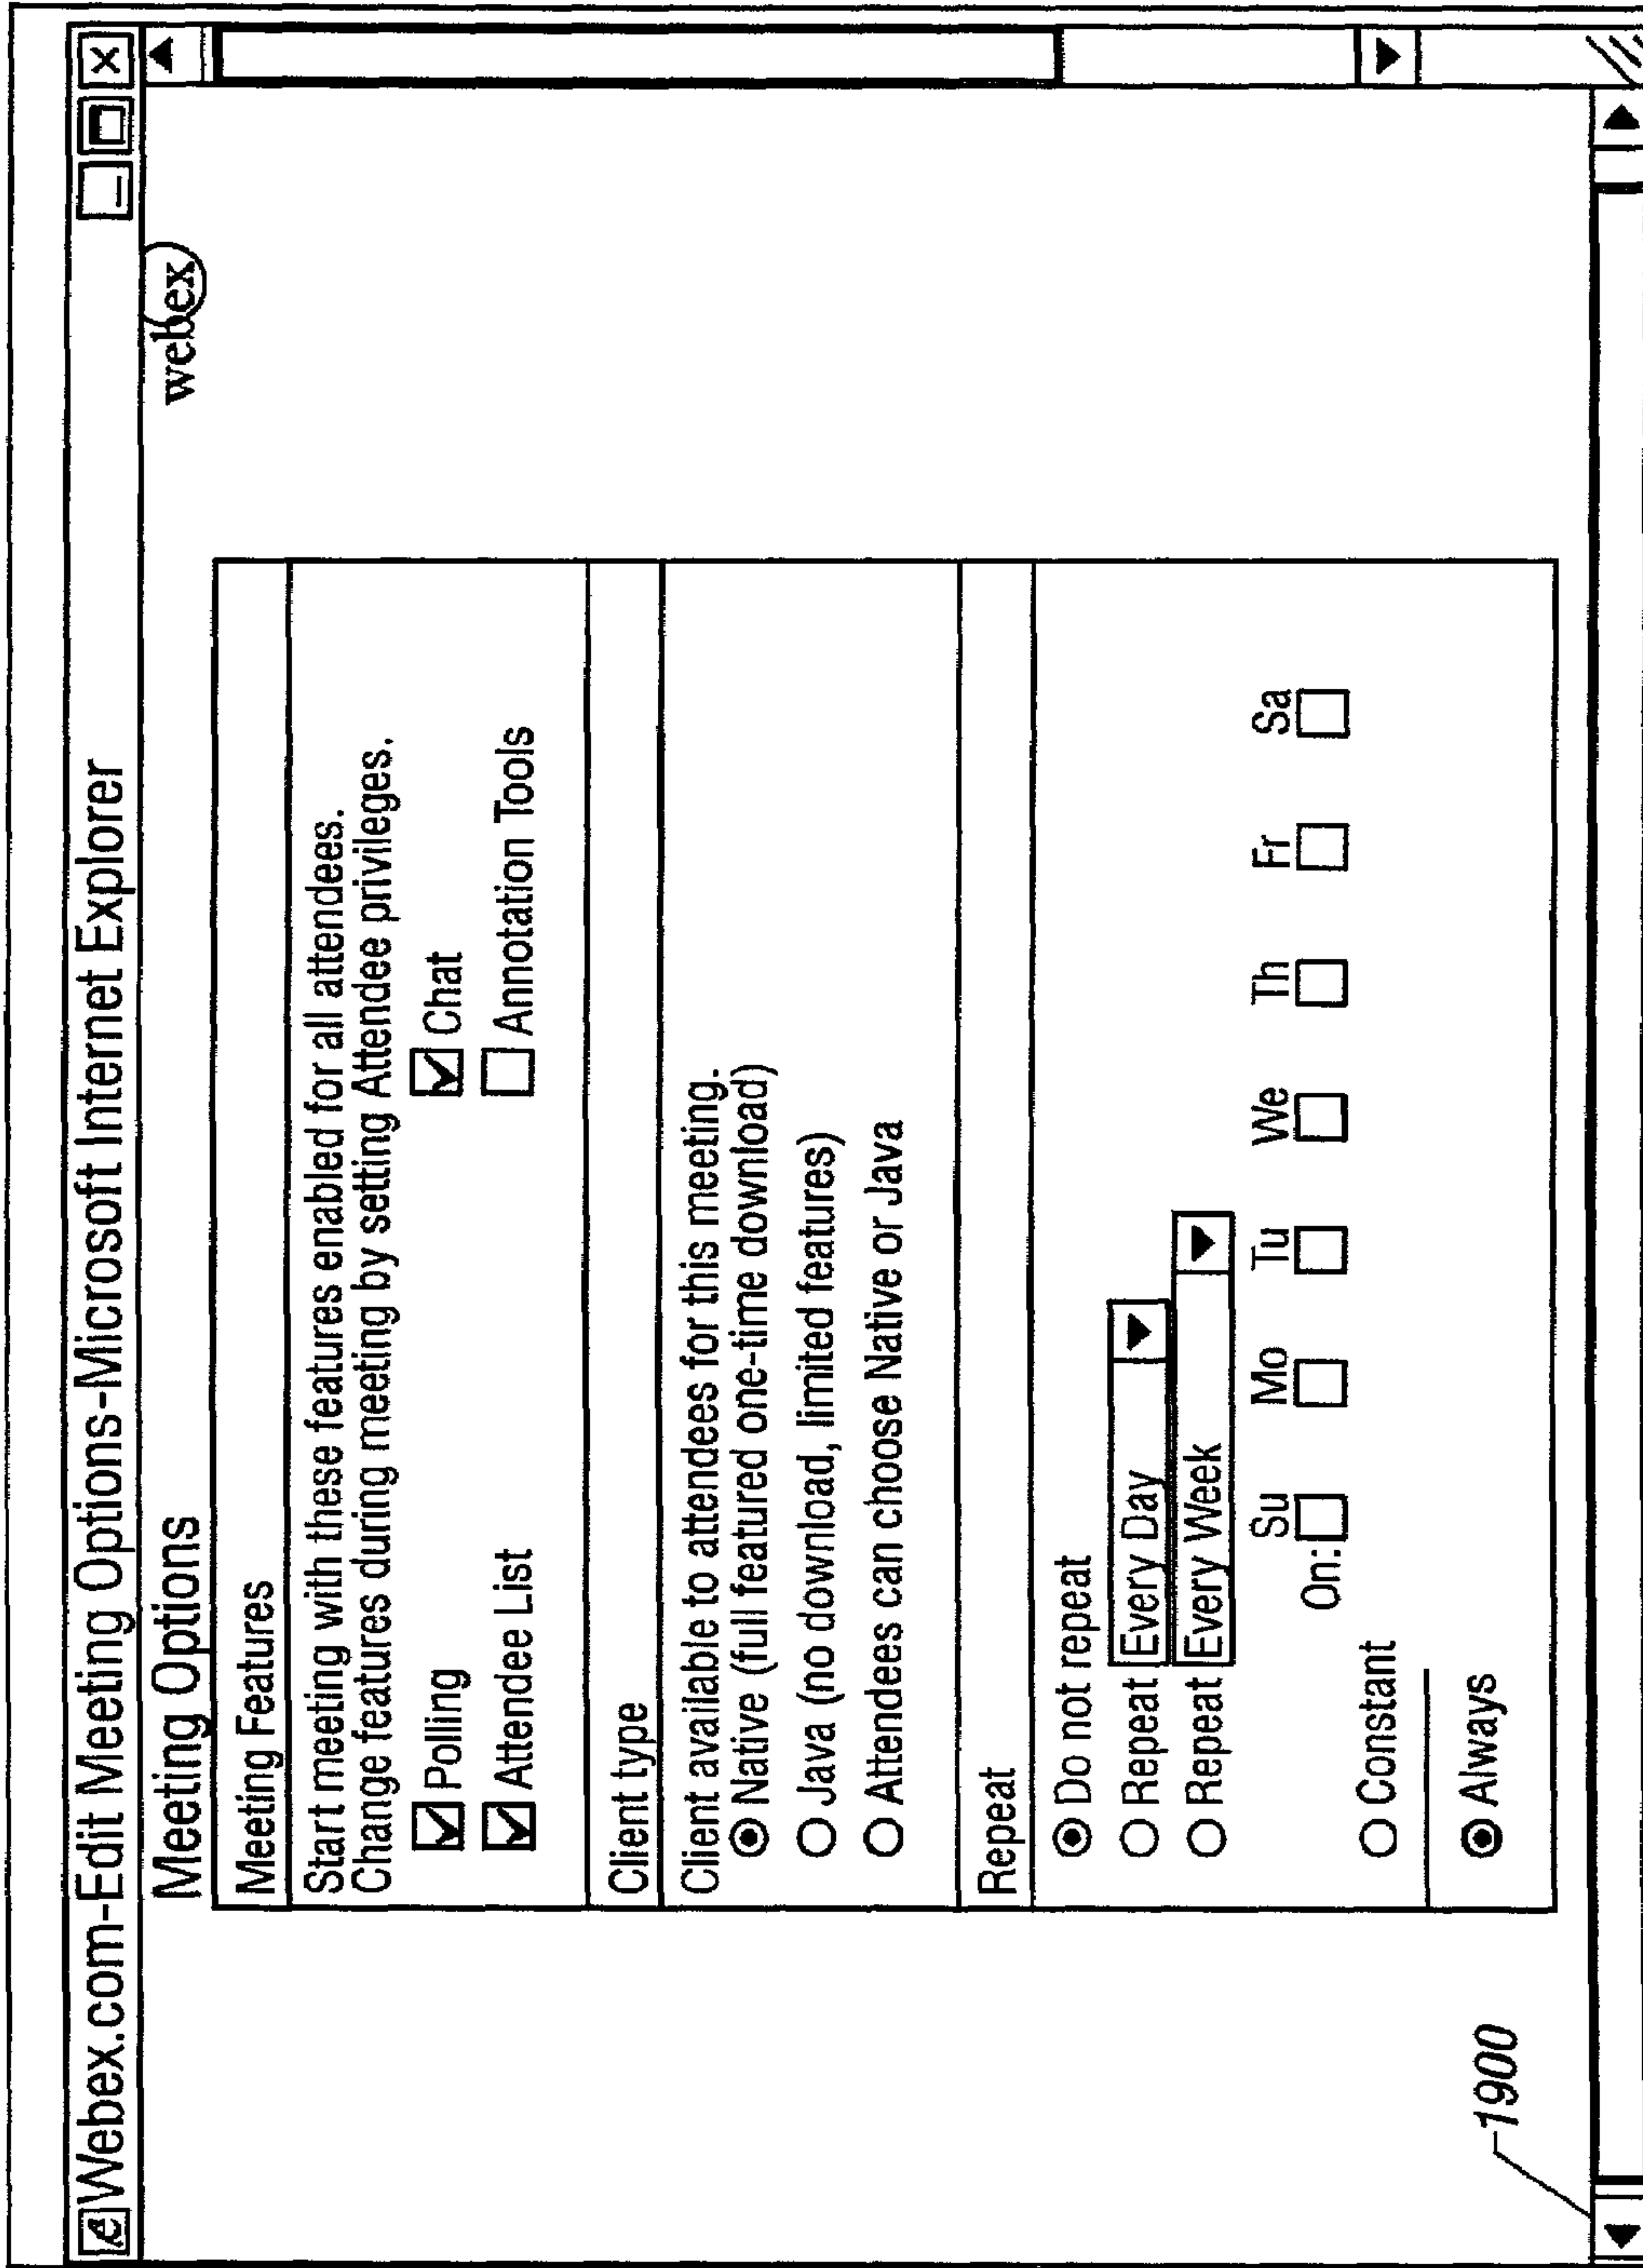 Webex.com-Edit Meeting Options-Microsoft Internet Explorer
webex
Meeting Options
Meeting Features
Start meeting with these features enabled for all attendees.
Change features during meeting by setting Attendee privileges.
Polling Chat
Attendee List Annotation Tools
Client type
Client available to attendees for this meeting.
Native (full featured one-time download)
Java (no download, limited features)
Attendees can choose Native or Java
Repeat
Do not repeat
Repeat Every Day
Repeat Every Week
Su Mo Tu We Th Fr Sa
On:
Constant
Always
1900